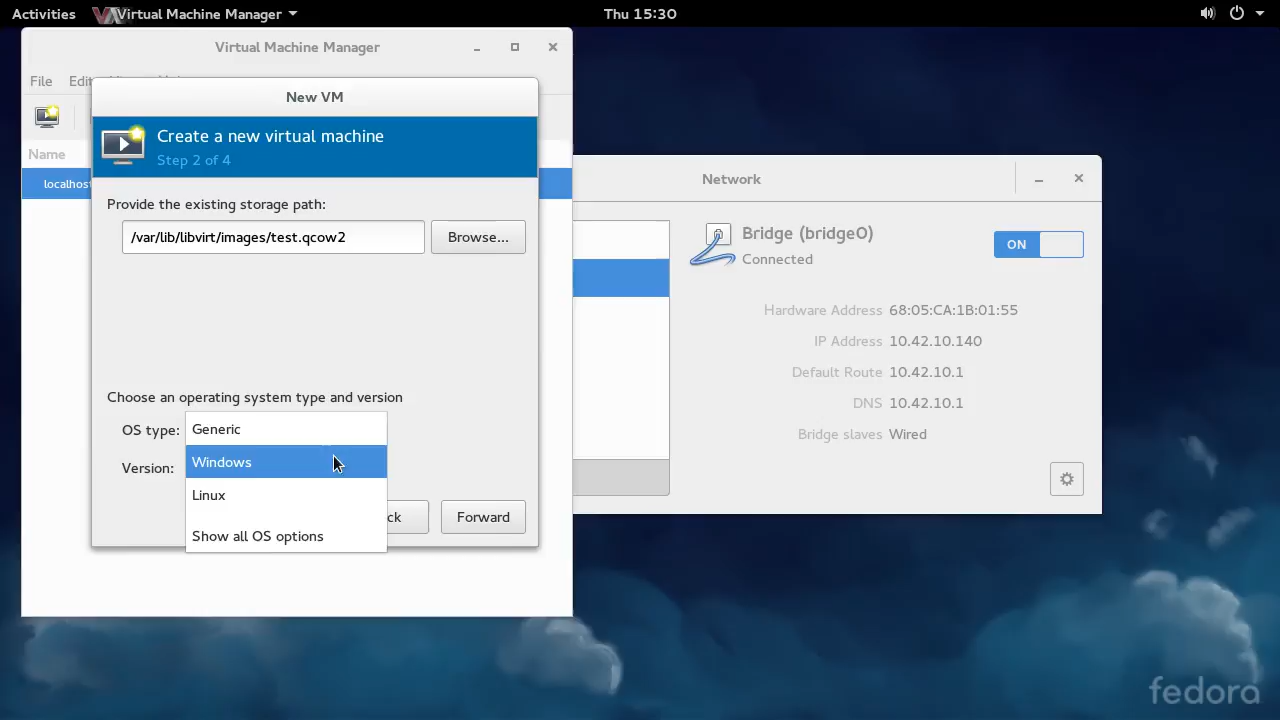 Activities
Virtual Machine Manager
Thu 15:30
Virtual Machine Manager
File
New VM
Create a new virtual machine
Step 2 of 4
Name
localhost
Provide the existing storage path:
/var/lib/libvirt/images/test.qcow2
Browse...
Choose an operating system type and version
OS type:
Generic
Windows
Version:
Linux
Show all OS options
Forward
Network
Bridge (bridge0)
Connected
ON
Hardware Address 68:05:CA:1B:01:55
IP Address 10.42.10.140
Default Route 10.42.10.1
DNS 10.42.10.1
Bridge slaves Wired
fedora